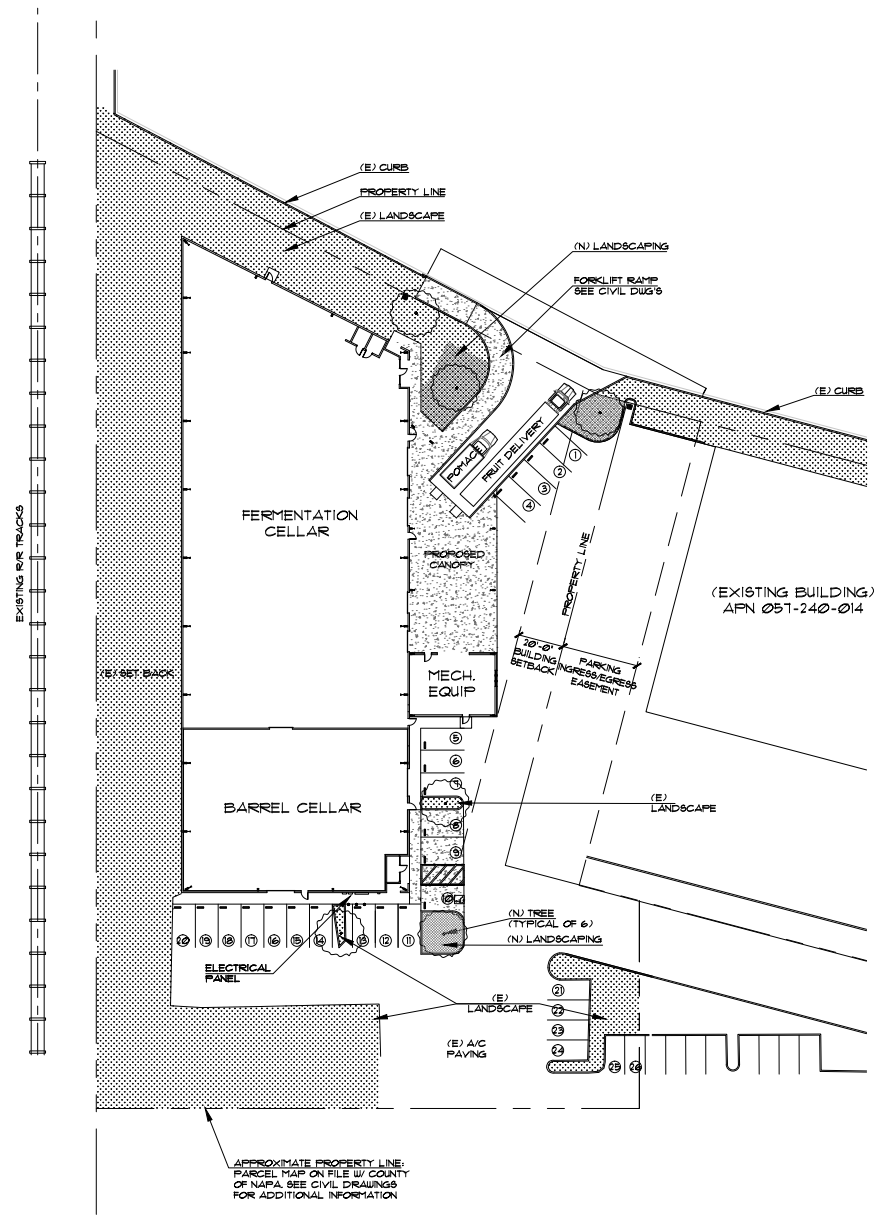 (E) CURB
PROPERTY LINE
(E) LANDSCAPE
(N) LANDSCAPING
FORKLIFT RAMP
SEE CIVIL DWG'S
(E) CURB
POMACE
FRUIT DELIVERY
1
2
3
4
EXISTING R/R TRACKS
FERMENTATION
CELLAR
PROPOSED
CANOPY
PROPERTY LINE
(EXISTING BUILDING)
APN 057-240-014
20'-0"
BUILDING
SETBACK
PARKING
INGRESS/EGRESS
EASEMENT
(E) SET BACK
MECH.
EQUIP
5
6
BARREL CELLAR
(E)
LANDSCAPE
8
9
10
(N) TREE
(TYPICAL OF 6)
(N) LANDSCAPING
20 19 18 17 16 15 14 13 12 11
ELECTRICAL
PANEL
(E)
LANDSCAPE
21
22
23
24
25 26
(E) A/C
PAVING
APPROXIMATE PROPERTY LINE:
PARCEL MAP ON FILE W/ COUNTY
OF NAPA. SEE CIVIL DRAWINGS
FOR ADDITIONAL INFORMATION